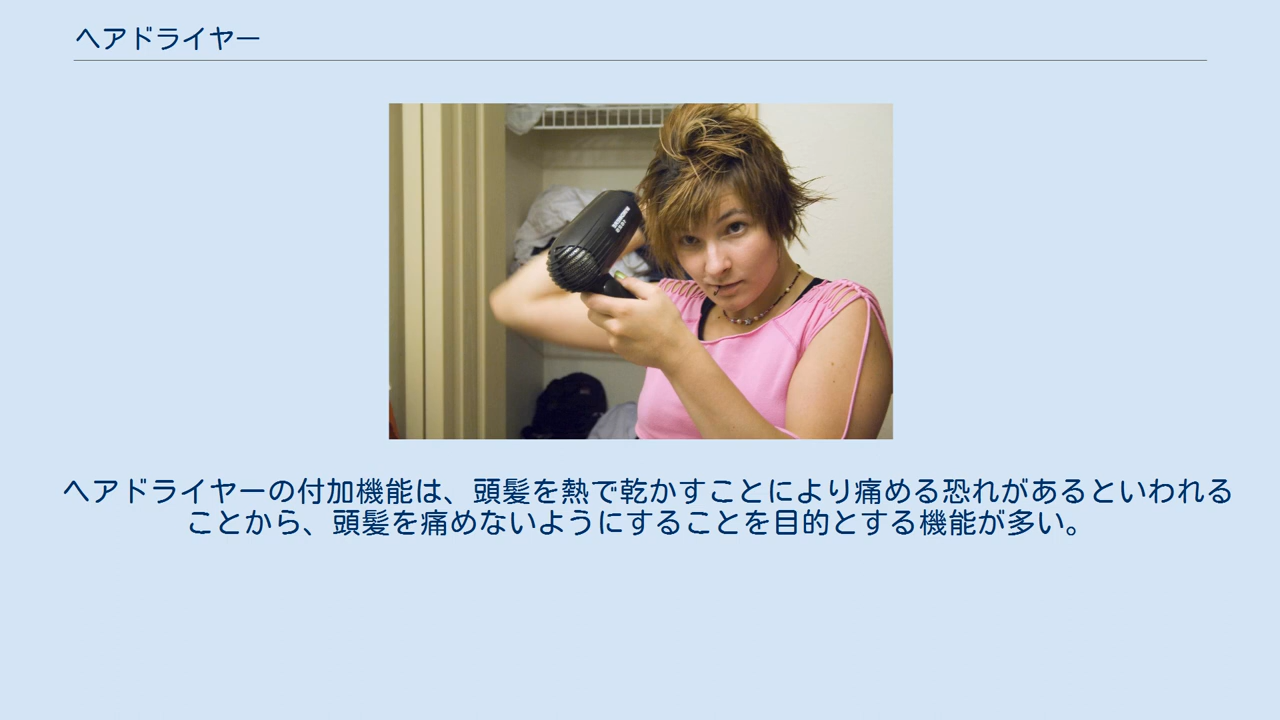 ヘアドライヤー
ヘアドライヤーの付加機能は、頭髪を熱で乾かすことにより痛める恐れがあるといわれる
ことから、頭髪を痛めないようにすることを目的とする機能が多い。